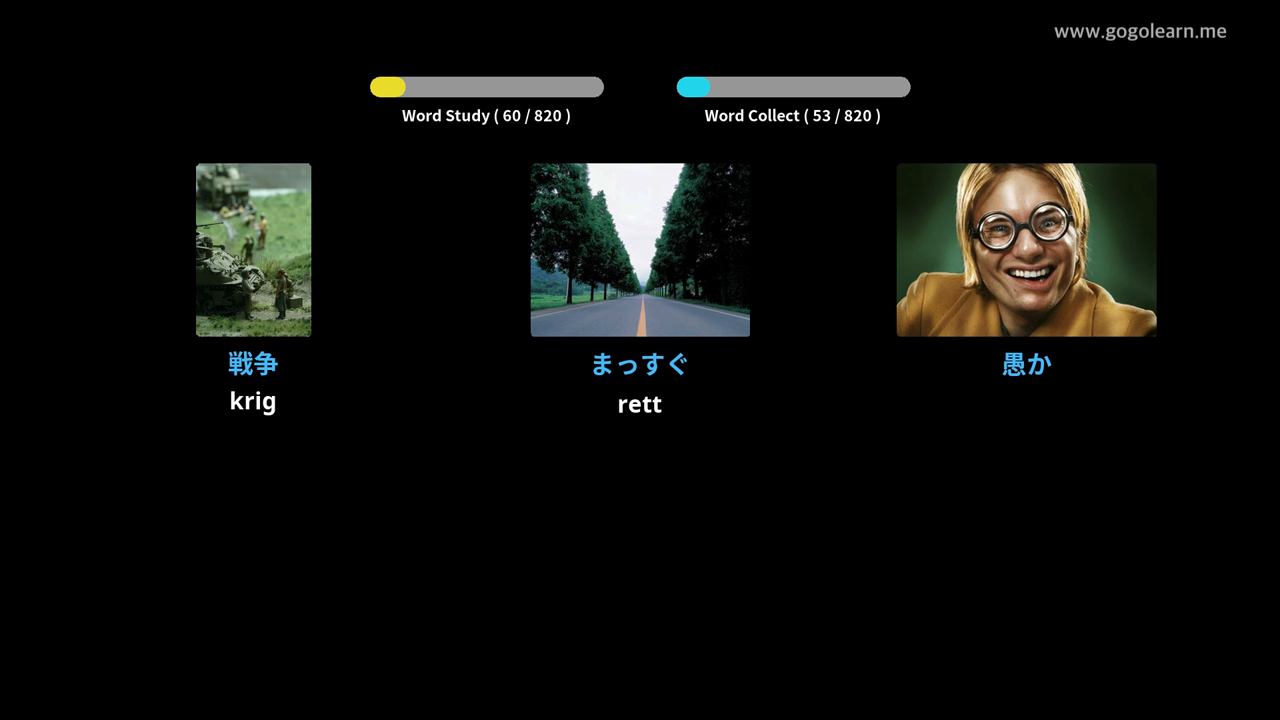 www.gogolearn.me
Word Study ( 60 / 820 )
Word Collect ( 53 / 820 )
戦争
krig
まっすぐ
rett
愚か